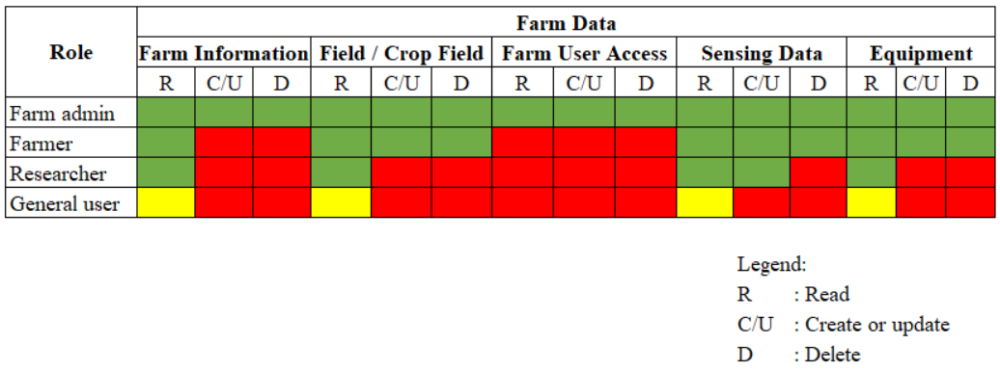 Role
Farm Data
Farm Information Field / Crop Field Farm User Access Sensing Data Equipment
R C/U D R C/U D R C/U D R C/U D R C/U D
Farm admin
Farmer
Researcher
General user
Legend:
R : Read
C/U : Create or update
D : Delete